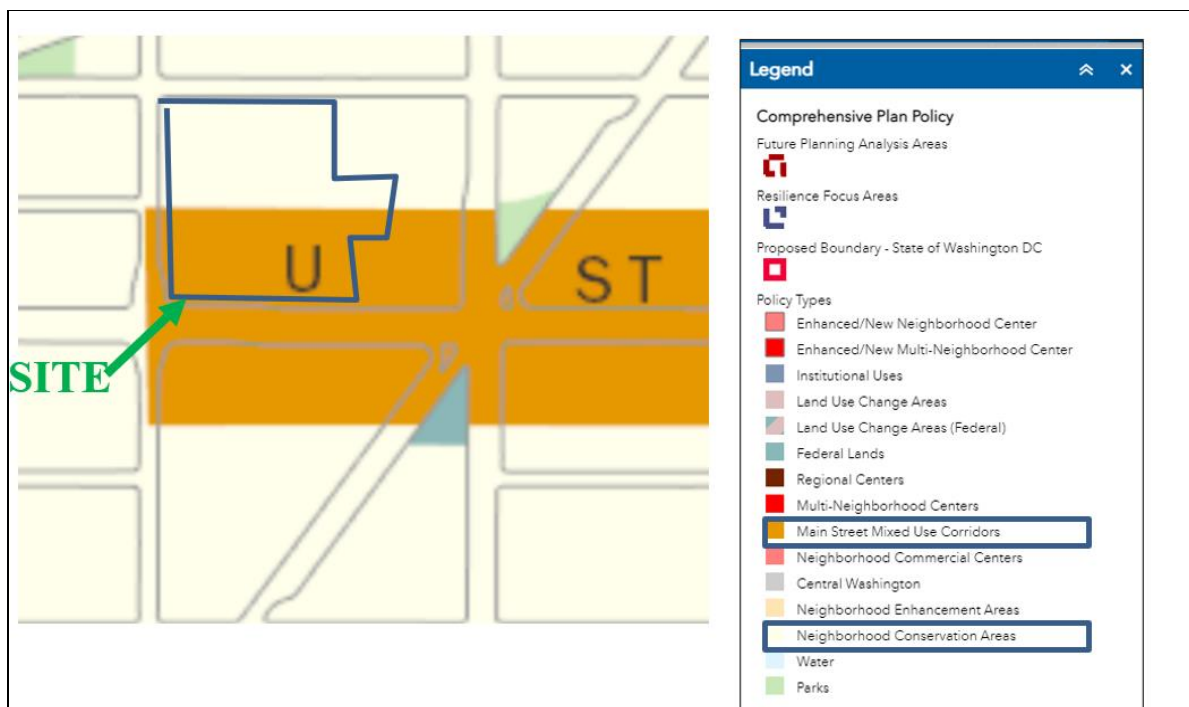 U ST
SITE
Legend
Comprehensive Plan Policy
Future Planning Analysis Areas
Resilience Focus Areas
Proposed Boundary - State of Washington DC
Policy Types
Enhanced/New Neighborhood Center
Enhanced/New Multi-Neighborhood Center
Institutional Uses
Land Use Change Areas
Land Use Change Areas (Federal)
Federal Lands
Regional Centers
Multi-Neighborhood Centers
Main Street Mixed Use Corridors
Neighborhood Commercial Centers
Central Washington
Neighborhood Enhancement Areas
Neighborhood Conservation Areas
Water
Parks